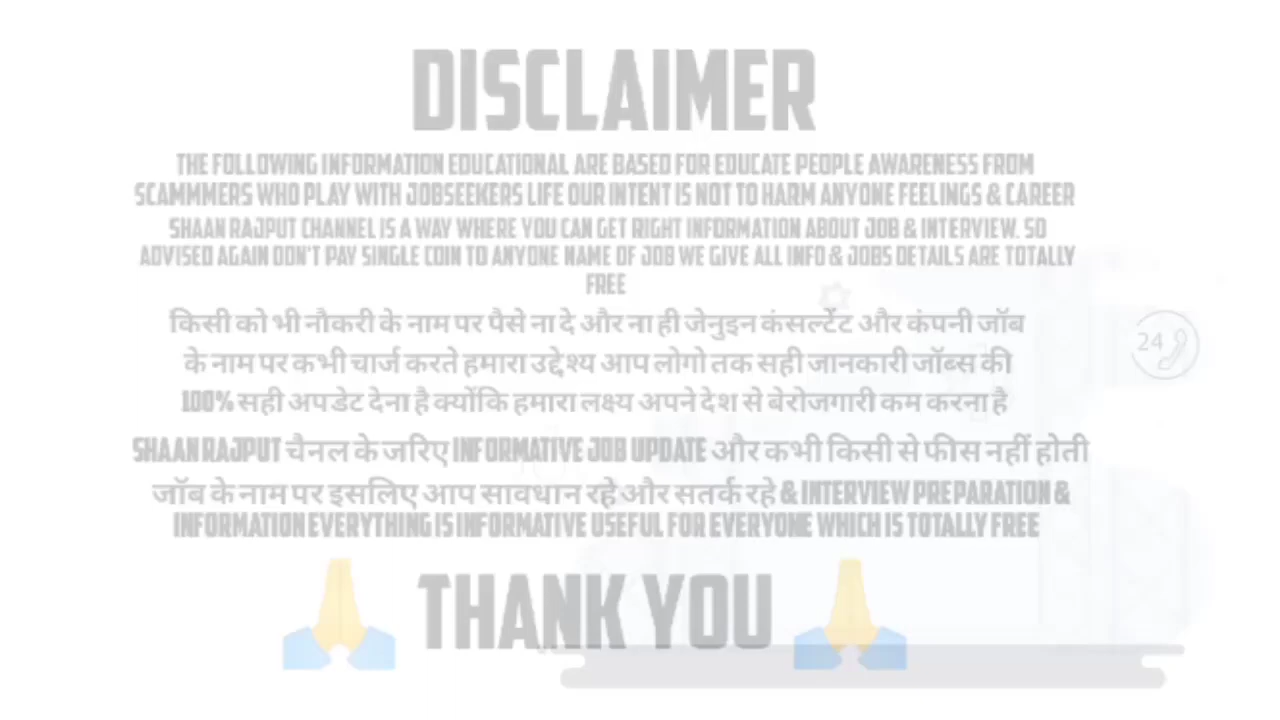 DISCLAIMER
THE FOLLOWING INFORMATION EDUCATIONAL ARE BASED FOR EDUCATE PEOPLE AWARENESS FROM
SCAMMMERS WHO PLAY WITH JOBSEEKERS LIFE OUR INTENT IS NOT TO HARM ANYONE FEELINGS & CAREER
SHAAN RAJPUT CHANNEL IS A WAY WHERE YOU CAN GET RIGHT INFORMATION ABOUT JOB & INTERVIEW. SO
ADVISED AGAIN DON'T PAY SINGLE COIN TO ANYONE NAME OF JOB WE GIVE ALL INFO & JOBS DETAILS ARE TOTALLY
FREE
किसी को भी नौकरी के नाम पर पैसे ना दे और ना ही जेनुइन कंसल्टेंट और कंपनी जॉब
के नाम पर कभी चार्ज करते हमारा उद्देश्य आप लोगो तक सही जानकारी जॉब्स की
100% सही अपडेट देना है क्योंकि हमारा लक्ष्य अपने देश से बेरोजगारी कम करना है
SHAAN RAJPUT चैनल के जरिए INFORMATIVE JOB UPDATE और कभी किसी से फीस नहीं होती
जॉब के नाम पर इसलिए आप सावधान रहे और सतर्क रहे & INTERVIEW PREPARATION &
INFORMATION EVERYTHING IS INFORMATIVE USEFUL FOR EVERYONE WHICH IS TOTALLY FREE
THANK YOU
24